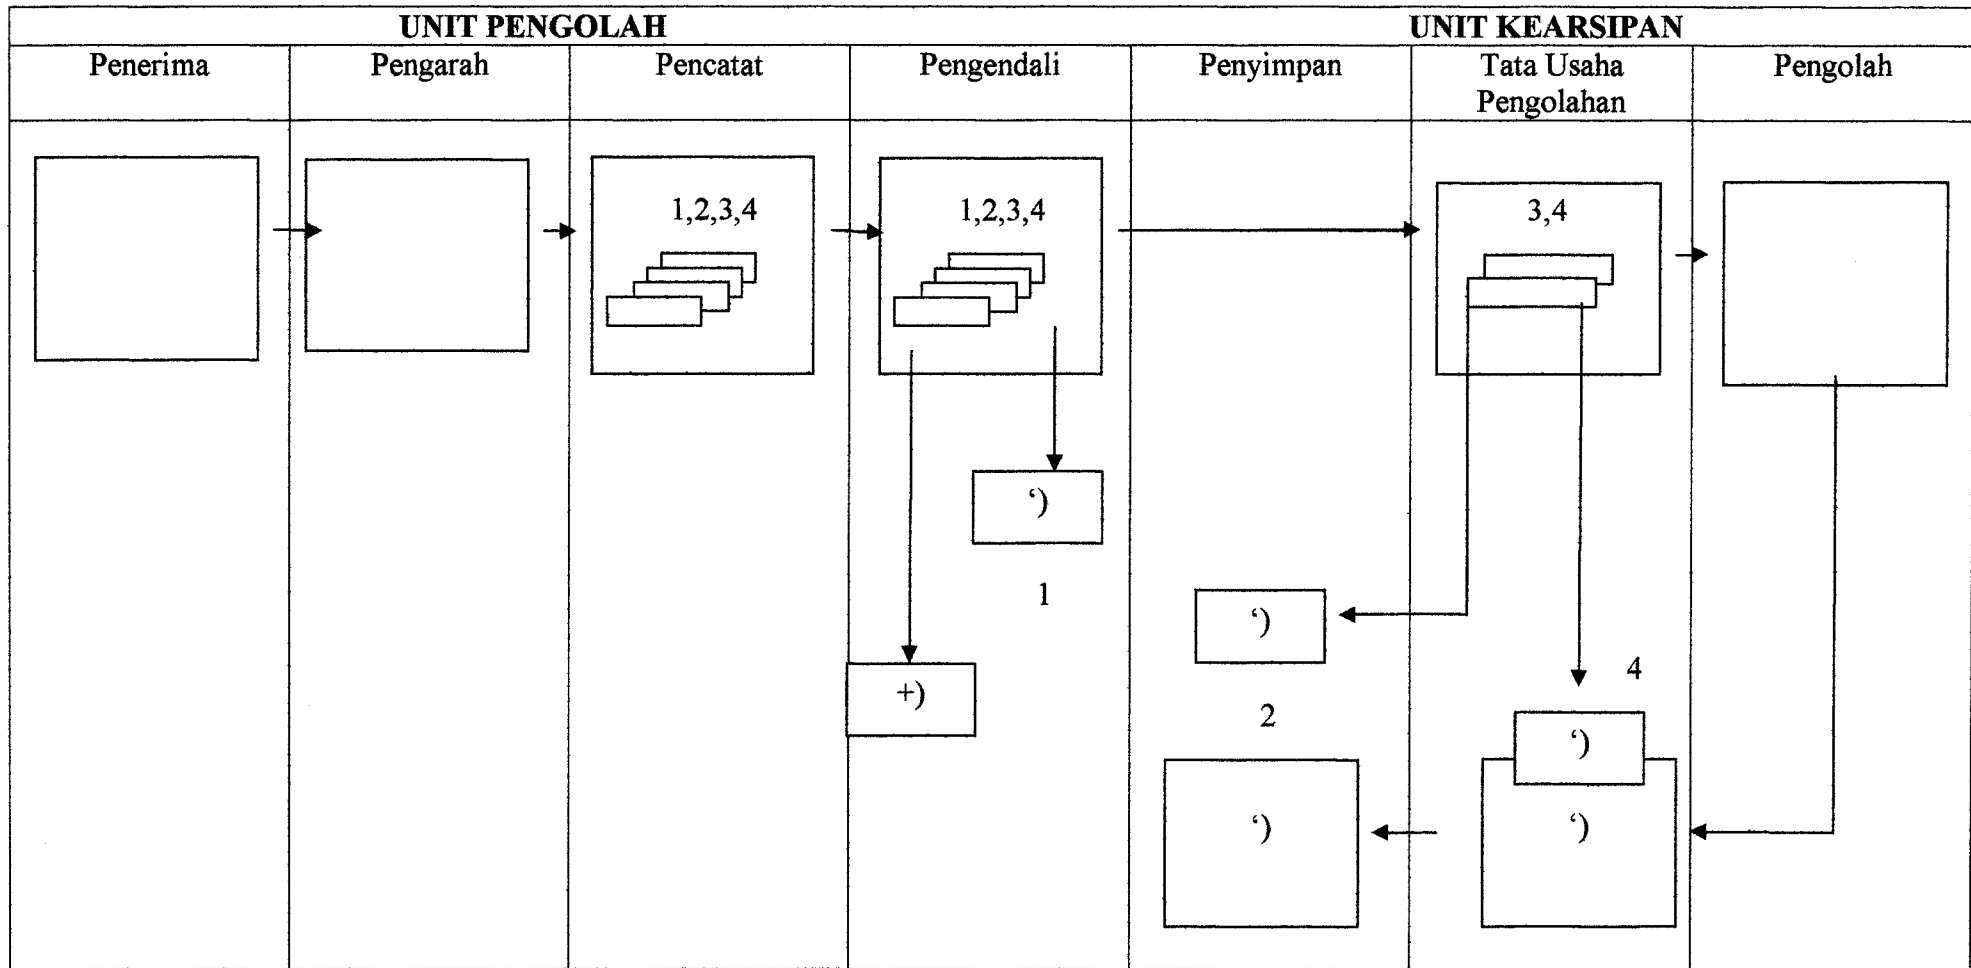 UNIT PENGOLAH
UNIT KEARSIPAN
Penerima
Pengarah
Pencatat
Pengendali
Penyimpan
Tata Usaha
Pengolahan
Pengolah
1,2,3,4
1,2,3,4
3,4
‘)
1
‘)
4
+)
2
‘)
‘)
‘)